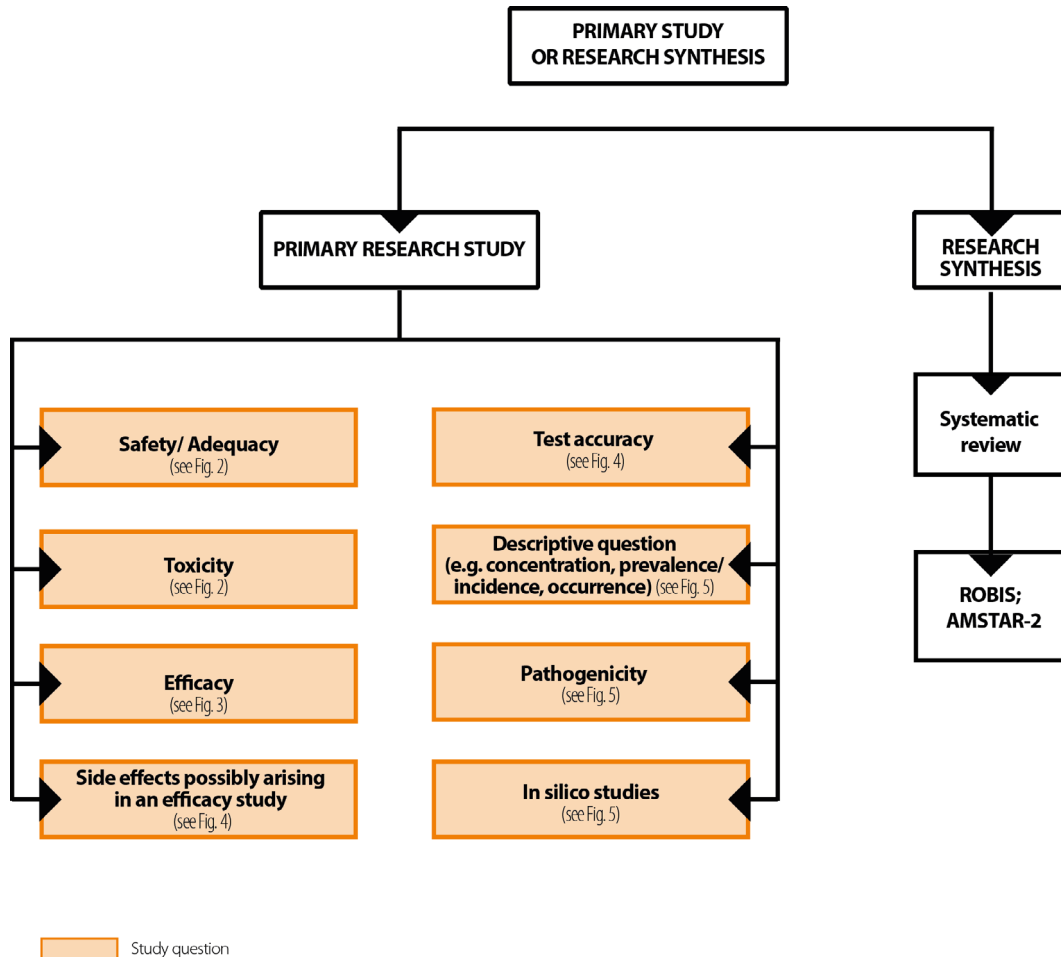 PRIMARY STUDY
OR RESEARCH SYNTHESIS
PRIMARY RESEARCH STUDY
RESEARCH
SYNTHESIS
Safety/ Adequacy
(see Fig. 2)
Toxicity
(see Fig. 2)
Efficacy
(see Fig. 3)
Side effects possibly arising
in an efficacy study
(see Fig. 4)
Test accuracy
(see Fig. 4)
Descriptive question
(e.g. concentration, prevalence/
incidence, occurrence) (see Fig. 5)
Pathogenicity
(see Fig. 5)
In silico studies
(see Fig. 5)
Systematic
review
ROBIS;
AMSTAR-2
Study question